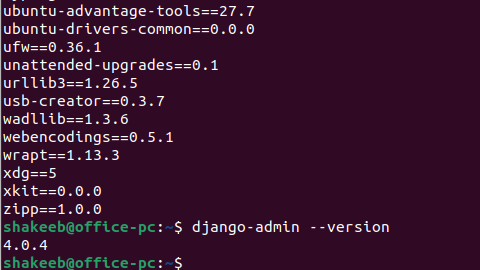 ubuntu-advantage-tools==27.7
ubuntu-drivers-common==0.0.0
ufw==0.36.1
unattended-upgrades==0.1
urllib3==1.26.5
usb-creator==0.3.7
wadllib==1.3.6
webencodings==0.5.1
wrapt==1.13.3
xdg==5
xkit==0.0.0
zipp==1.0.0
shakeeb@office-pc:~$ django-admin --version
4.0.4
shakeeb@office-pc:~$